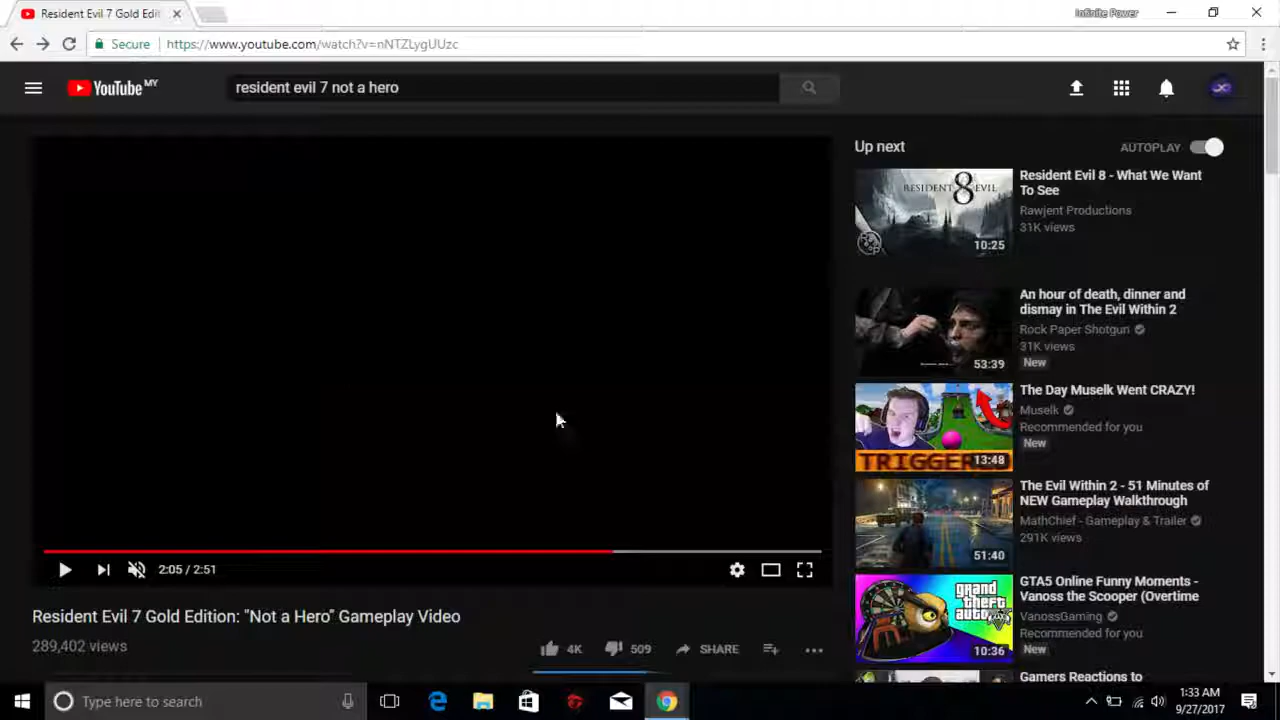 Resident Evil 7 Gold Edit
Infinite Power
Secure
https://www.youtube.com/watch?v=nNTZLygUUzc
YouTube MY
resident evil 7 not a hero
Up next
AUTOPLAY
RESIDENT 8 EVIL
10:25
Resident Evil 8 - What We Want
To See
Rawjent Productions
31K views
53:39
An hour of death, dinner and
dismay in The Evil Within 2
Rock Paper Shotgun
31K views
New
TRIGGERED
13:48
The Day Muselk Went CRAZY!
Muselk
Recommended for you
New
51:40
The Evil Within 2 - 51 Minutes of
NEW Gameplay Walkthrough
MathChief - Gameplay & Trailer
291K views
grand
theft
auto V
10:36
GTA5 Online Funny Moments -
Vanoss the Scooper (Overtime
VanossGaming
Recommended for you
New
Gamers Reactions to
2:05 / 2:51
Resident Evil 7 Gold Edition: "Not a Hero" Gameplay Video
289,402 views
4K
509
SHARE
Type here to search
1:33 AM
9/27/2017